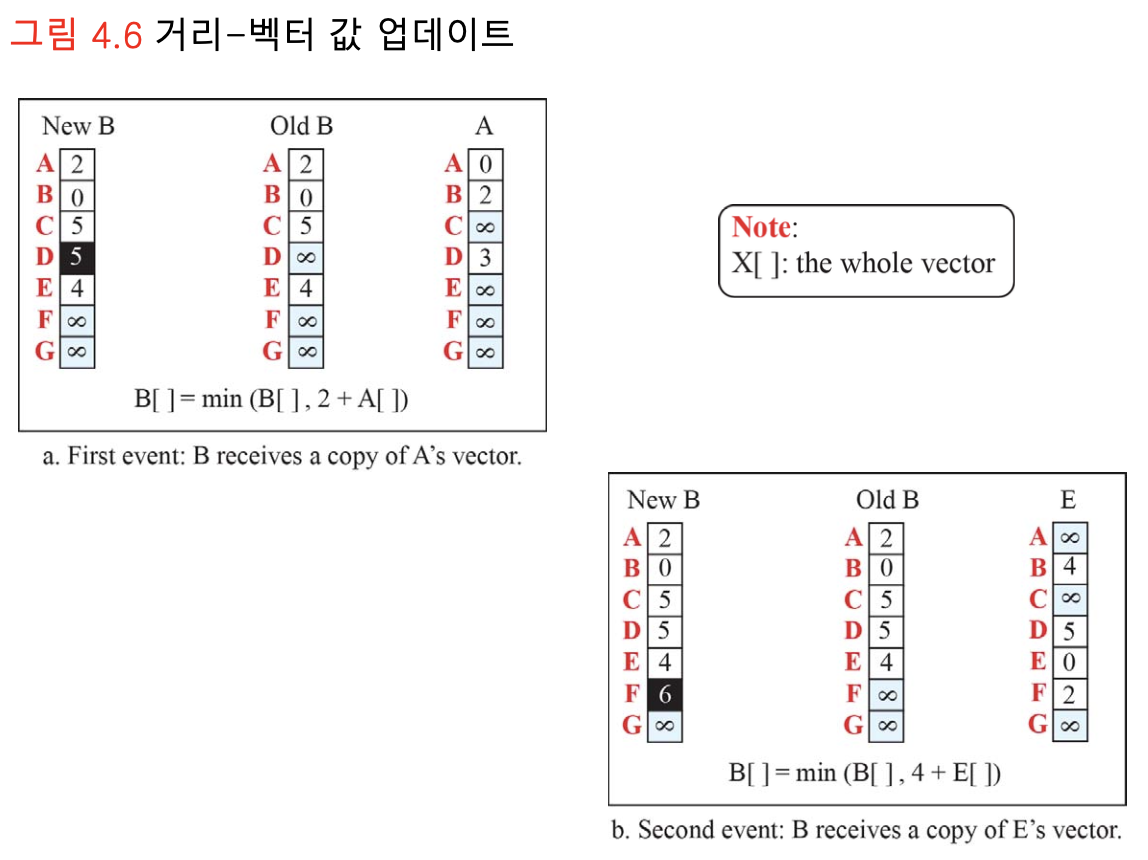 그림 4.6 거리-벡터 값 업데이트
New B Old B A
A 2 A 2 A 0
B 0 B 0 B 2
C 5 C 5 C ∞
D 5 D ∞ D 3
E 4 E 4 E ∞
F ∞ F ∞ F ∞
G ∞ G ∞ G ∞
B[ ] = min (B[ ] , 2 + A[ ])
a. First event: B receives a copy of A's vector.
Note:
X[ ]: the whole vector
New B Old B E
A 2 A 2 A ∞
B 0 B 0 B 4
C 5 C 5 C ∞
D 5 D 5 D 5
E 4 E 4 E 0
F 6 F ∞ F 2
G ∞ G ∞ G ∞
B[ ] = min (B[ ] , 4 + E[ ])
b. Second event: B receives a copy of E's vector.